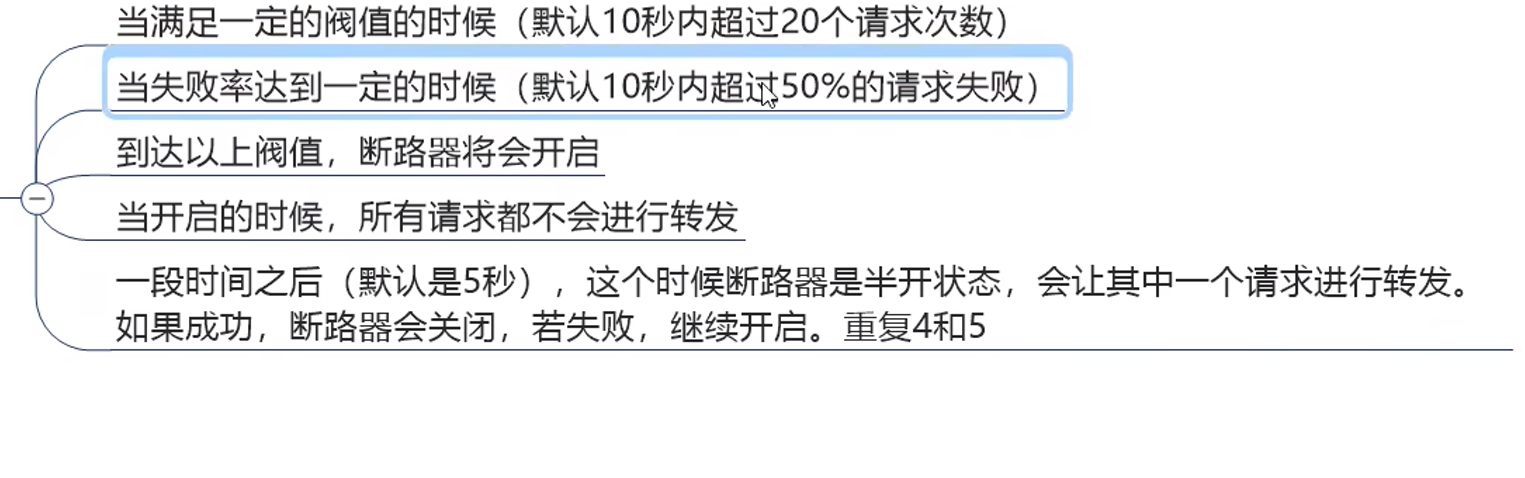 当满足一定的阀值的时候（默认10秒内超过20个请求次数）
当失败率达到一定的时候（默认10秒内超过50%的请求失败）
到达以上阀值，断路器将会开启
当开启的时候，所有请求都不会进行转发
一段时间之后（默认是5秒），这个时候断路器是半开状态，会让其中一个请求进行转发。
如果成功，断路器会关闭，若失败，继续开启。重复4和5